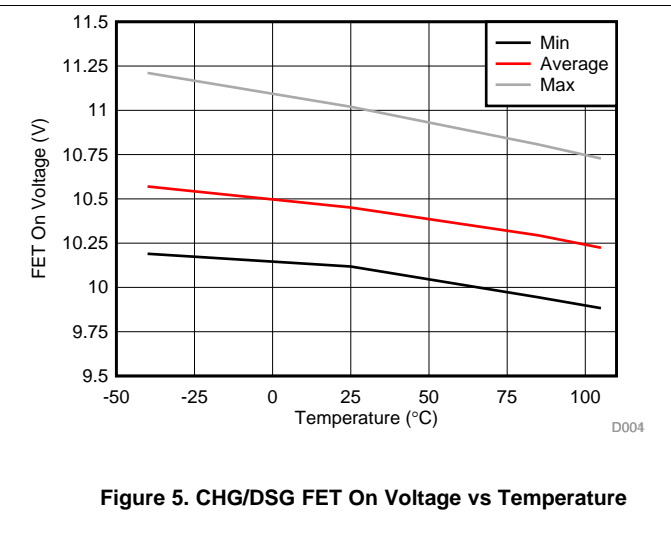 11.5
11.25
11
10.75
10.5
10.25
10
9.75
9.5
-50 -25 0 25 50 75 100
FET On Voltage (V)
Temperature (°C)
Min
Average
Max
D004
Figure 5. CHG/DSG FET On Voltage vs Temperature